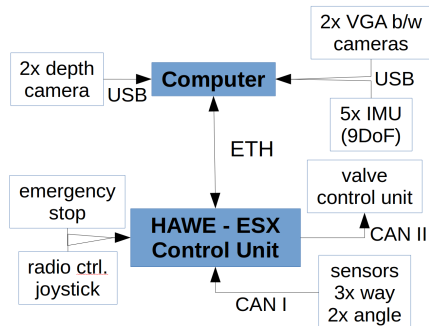 2x VGA b/w
cameras
2x depth
camera
USB
Computer
USB
5x IMU
(9DoF)
ETH
emergency
stop
radio ctrl.
joystick
HAWE - ESX
Control Unit
valve
control unit
CAN II
CAN I
sensors
3x way
2x angle